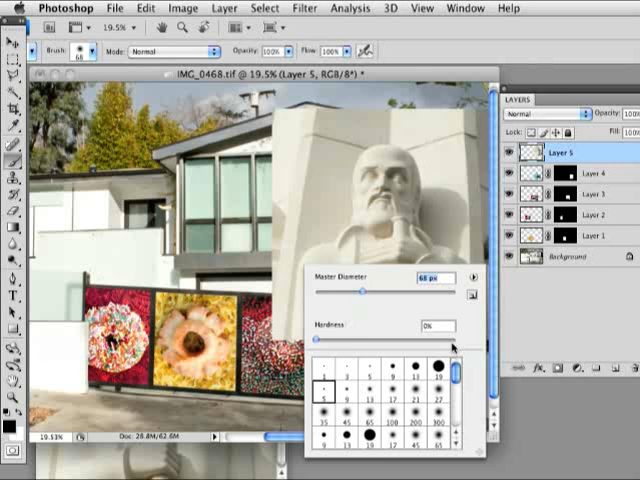 Photoshop File Edit Image Layer Select Filter Analysis 3D View Window Help
19.5%
Brush: 68 Mode: Normal Opacity: 100% Flow: 100%
IMG_0468.tif @ 19.5% (Layer 5, RGB/8*) *
LAYERS
Normal Opacity: 100%
Lock: Fill: 100%
Layer 5
Layer 4
Layer 3
Layer 2
Layer 1
Background
Master Diameter 68 px
Hardness: 0%
1 3 5 9 13 19
5 9 13 17 21 27
35 45 65 100 200 300
9 13 19 17 45 65
19.53% Doc: 28.8M/62.6M